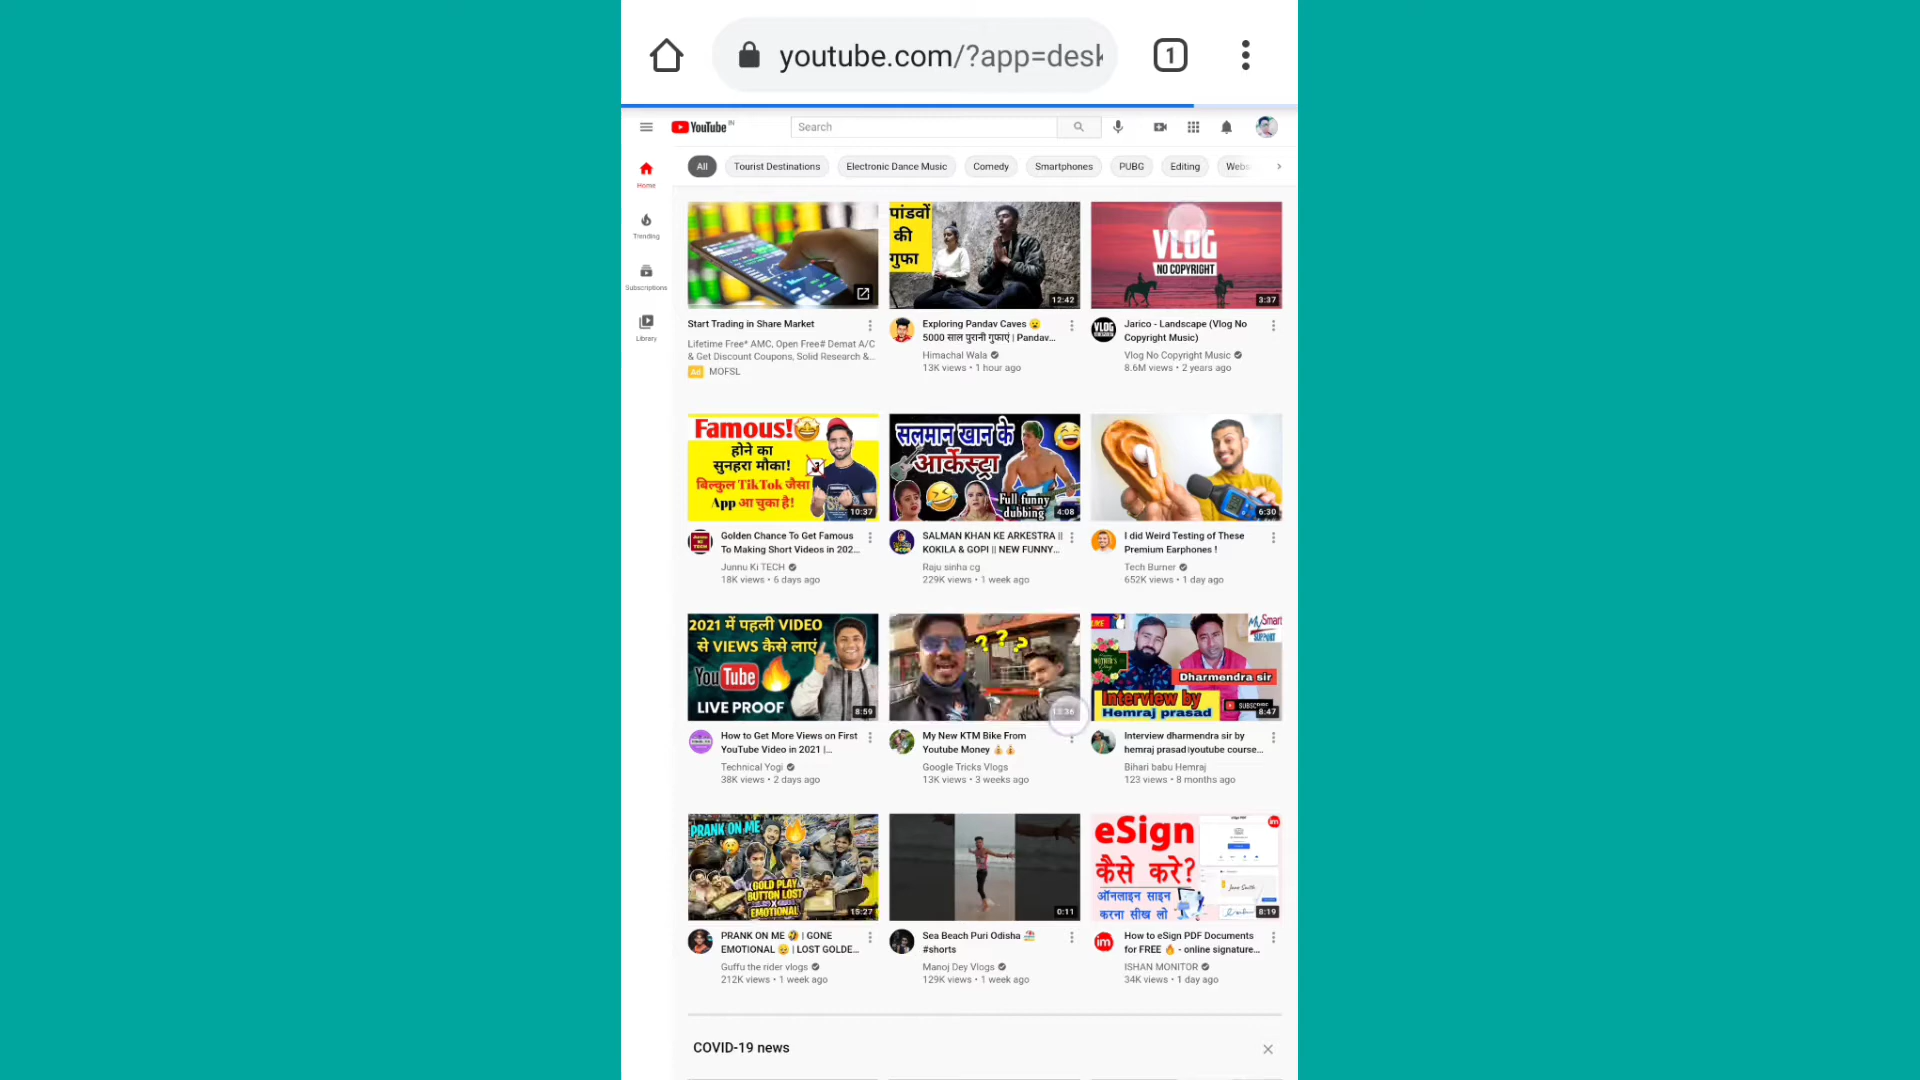 youtube.com/?app=desk
1
YouTube IN
Search
All
Tourist Destinations
Electronic Dance Music
Comedy
Smartphones
PUBG
Editing
Home
Trending
Subscriptions
Library
Start Trading in Share Market
Lifetime Free* AMC, Open Free# Demat A/C
& Get Discount Coupons, Solid Research &...
Ad MOFSL
पांडवों
की
गुफा
12:42
Exploring Pandav Caves 😧
5000 साल पुरानी गुफाएं | Pandav...
Himachal Wala
13K views • 1 hour ago
VLOG
NO COPYRIGHT
3:37
VLOG
Jarico - Landscape (Vlog No
Copyright Music)
Vlog No Copyright Music
8.6M views • 2 years ago
Famous!🤩
होने का
सुनहरा मौका!
बिल्कुल TikTok जैसा
App आ चुका है!
10:37
Golden Chance To Get Famous
To Making Short Videos in 202...
Junnu Ki TECH
18K views • 6 days ago
सलमान खान के
आर्केस्ट्रा
Full funny
dubbing
4:08
SALMAN KHAN KE ARKESTRA ||
KOKILA & GOPI || NEW FUNNY...
Raju sinha cg
229K views • 1 week ago
6:30
I did Weird Testing of These
Premium Earphones !
Tech Burner
652K views • 1 day ago
2021 में पहली VIDEO
से VIEWS कैसे लाएं
YouTube
LIVE PROOF
8:59
How to Get More Views on First
YouTube Video in 2021 |...
Technical Yogi
38K views • 2 days ago
???
13:36
My New KTM Bike From
Youtube Money 💰💰
Google Tricks Vlogs
13K views • 3 weeks ago
LIKE
My Smart
SUPPORT
MOTHER'S
Dharmendra sir
Interview by
Hemraj prasad
SUBSCRIBE
8:47
Interview dharmendra sir by
hemraj prasad|youtube course...
Bihari babu Hemraj
123 views • 8 months ago
PRANK ON ME
GOLD PLAY
BUTTON LOST
X
EMOTIONAL
15:27
PRANK ON ME 🤣 | GONE
EMOTIONAL 🥺 | LOST GOLDE...
Guffu the rider vlogs
212K views • 1 week ago
0:11
Sea Beach Puri Odisha 🏖
#shorts
Manoj Dey Vlogs
129K views • 1 week ago
eSign
कैसे करे?
ऑनलाइन साइन
करना सीख लो
im
8:19
im
How to eSign PDF Documents
for FREE 🔥 - online signature...
ISHAN MONITOR
34K views • 1 day ago
COVID-19 news